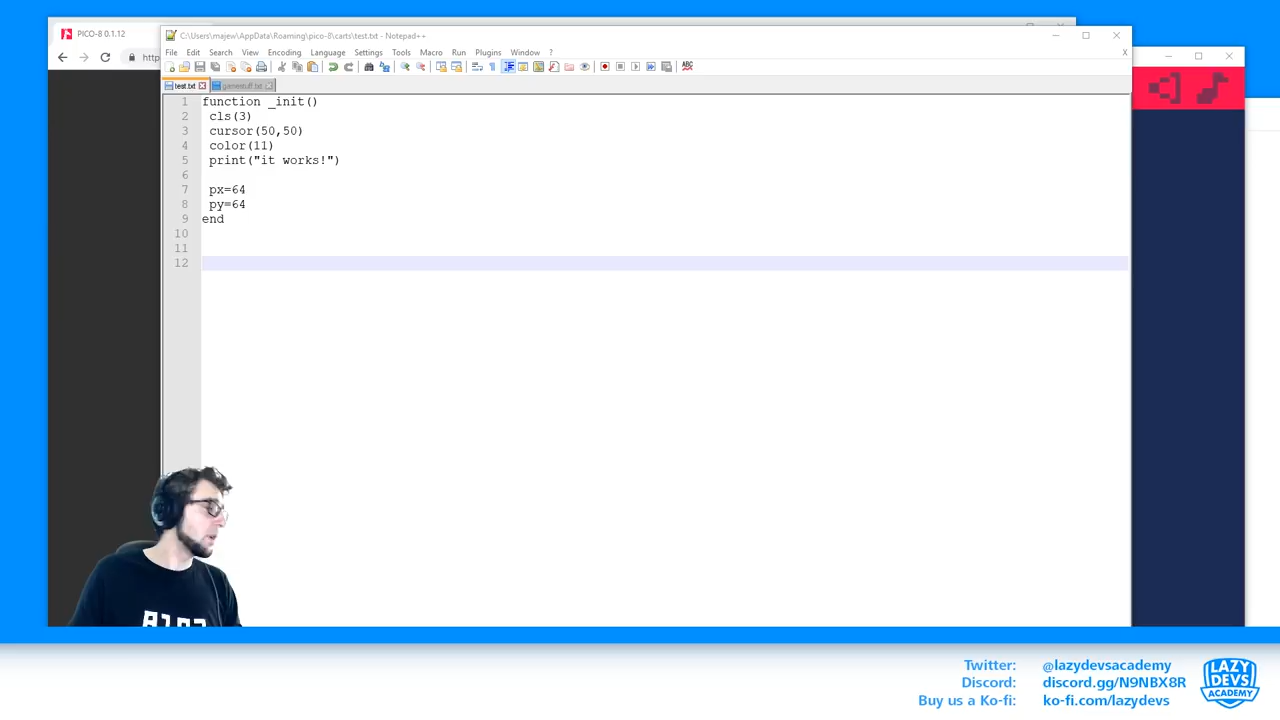 PICO-8 0.1.12
http
C:\Users\majew\AppData\Roaming\pico-8\carts\test.txt - Notepad++
File Edit Search View Encoding Language Settings Tools Macro Run Plugins Window ? X
test.txt gamestuff.txt
1 function _init()
2 cls(3)
3 cursor(50,50)
4 color(11)
5 print("it works!")
6
7 px=64
8 py=64
9 end
10
11
12
Twitter: @lazydevsacademy
Discord: discord.gg/N9NBX8R
Buy us a Ko-fi: ko-fi.com/lazydevs
LAZY
DEVS
ACADEMY